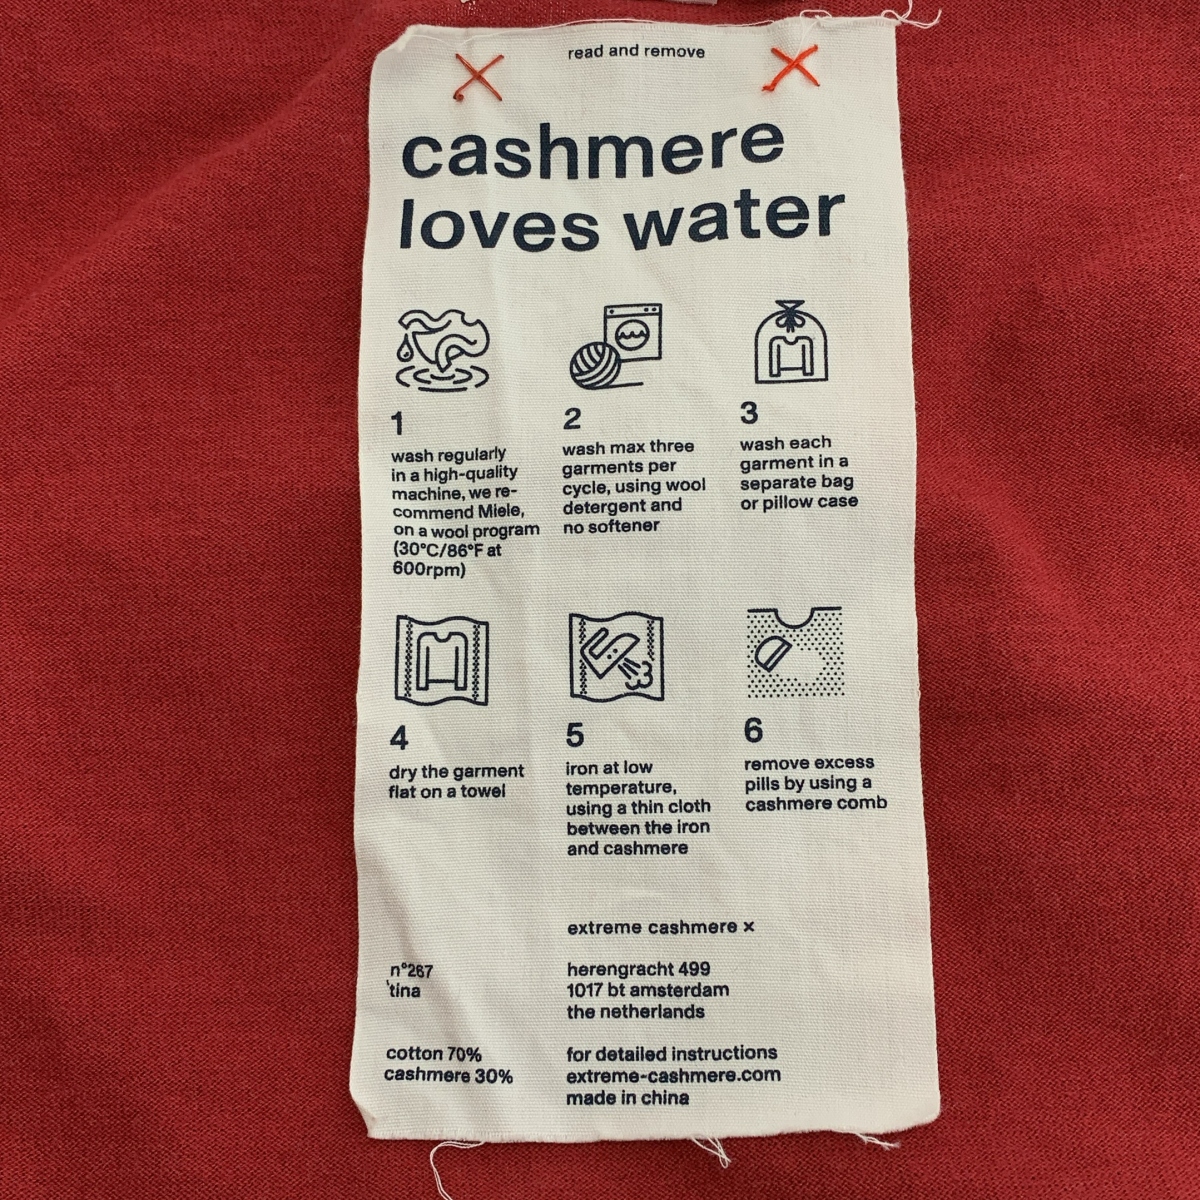 read and remove
cashmere
loves water
1
wash regularly
in a high-quality
machine, we re-
commend Miele,
on a wool program
(30°C/86°F at
600rpm)
2
wash max three
garments per
cycle, using wool
detergent and
no softener
3
wash each
garment in a
separate bag
or pillow case
4
dry the garment
flat on a towel
5
iron at low
temperature,
using a thin cloth
between the iron
and cashmere
6
remove excess
pills by using a
cashmere comb
n°267
'tina
cotton 70%
cashmere 30%
extreme cashmere x
herengracht 499
1017 bt amsterdam
the netherlands
for detailed instructions
extreme-cashmere.com
made in china